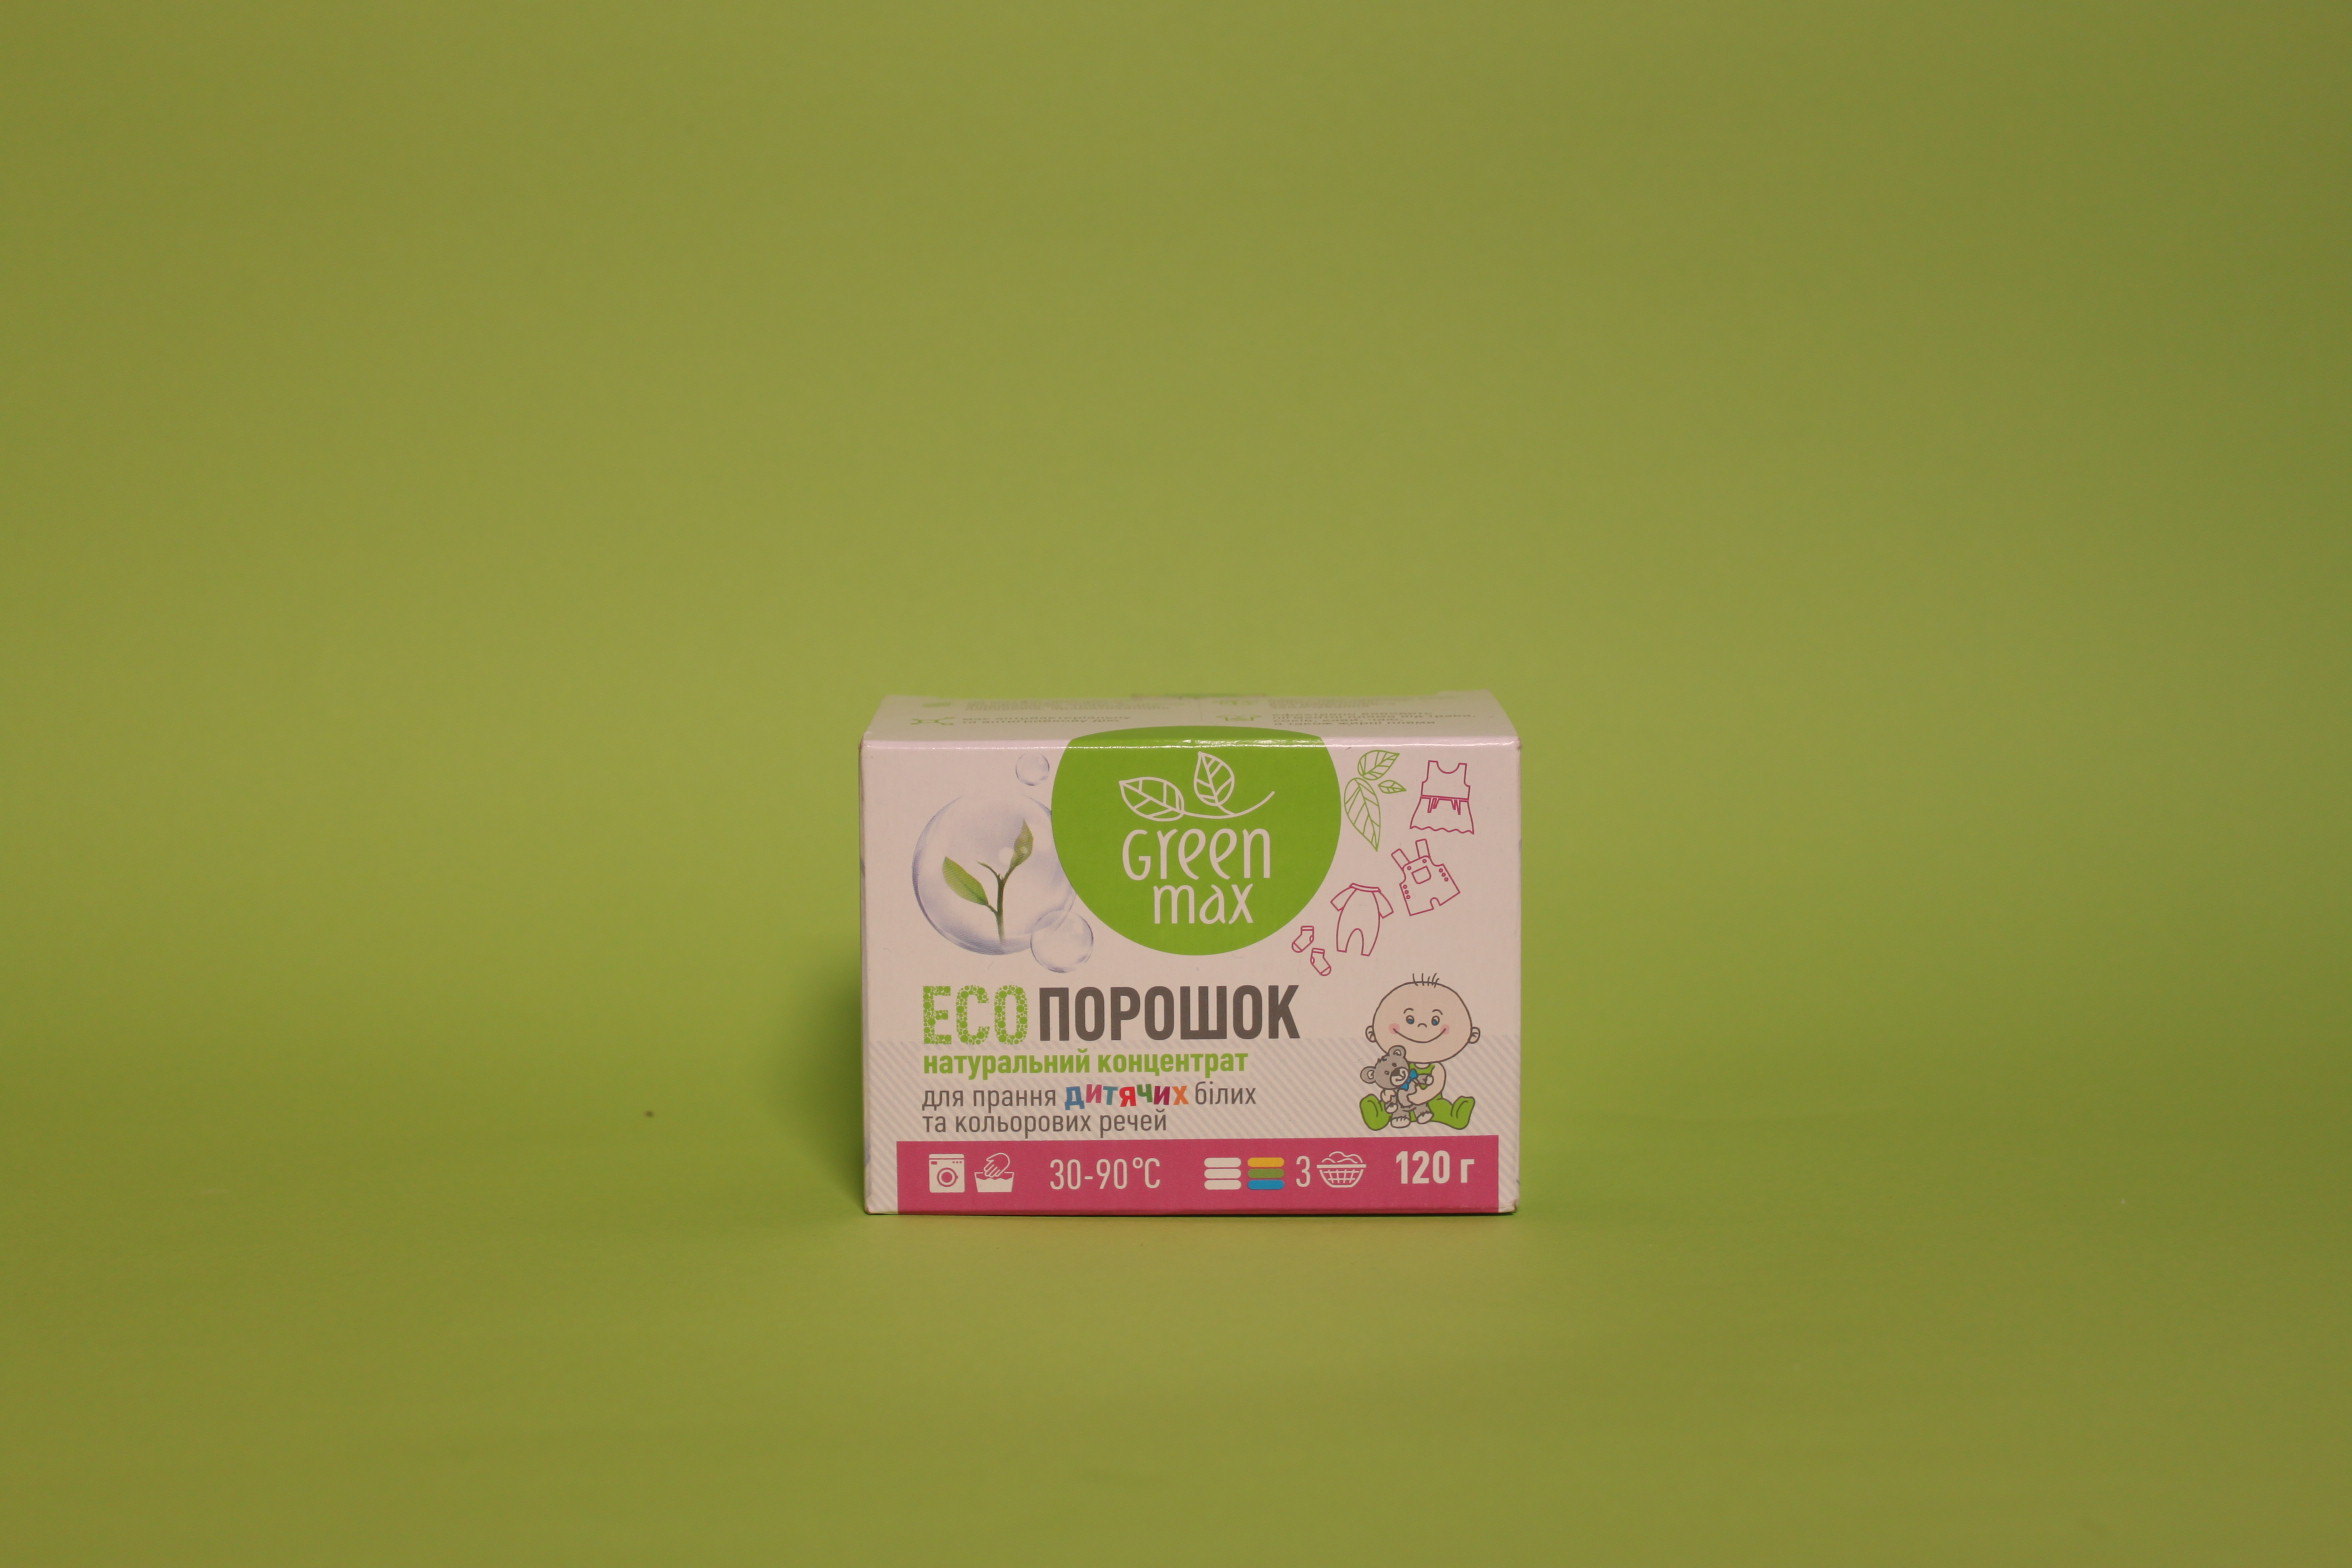 Green
max
ECO ПОРОШОК
натуральний концентрат
для прання дитячих білих
та кольорових речей
30-90°C
3
120 г